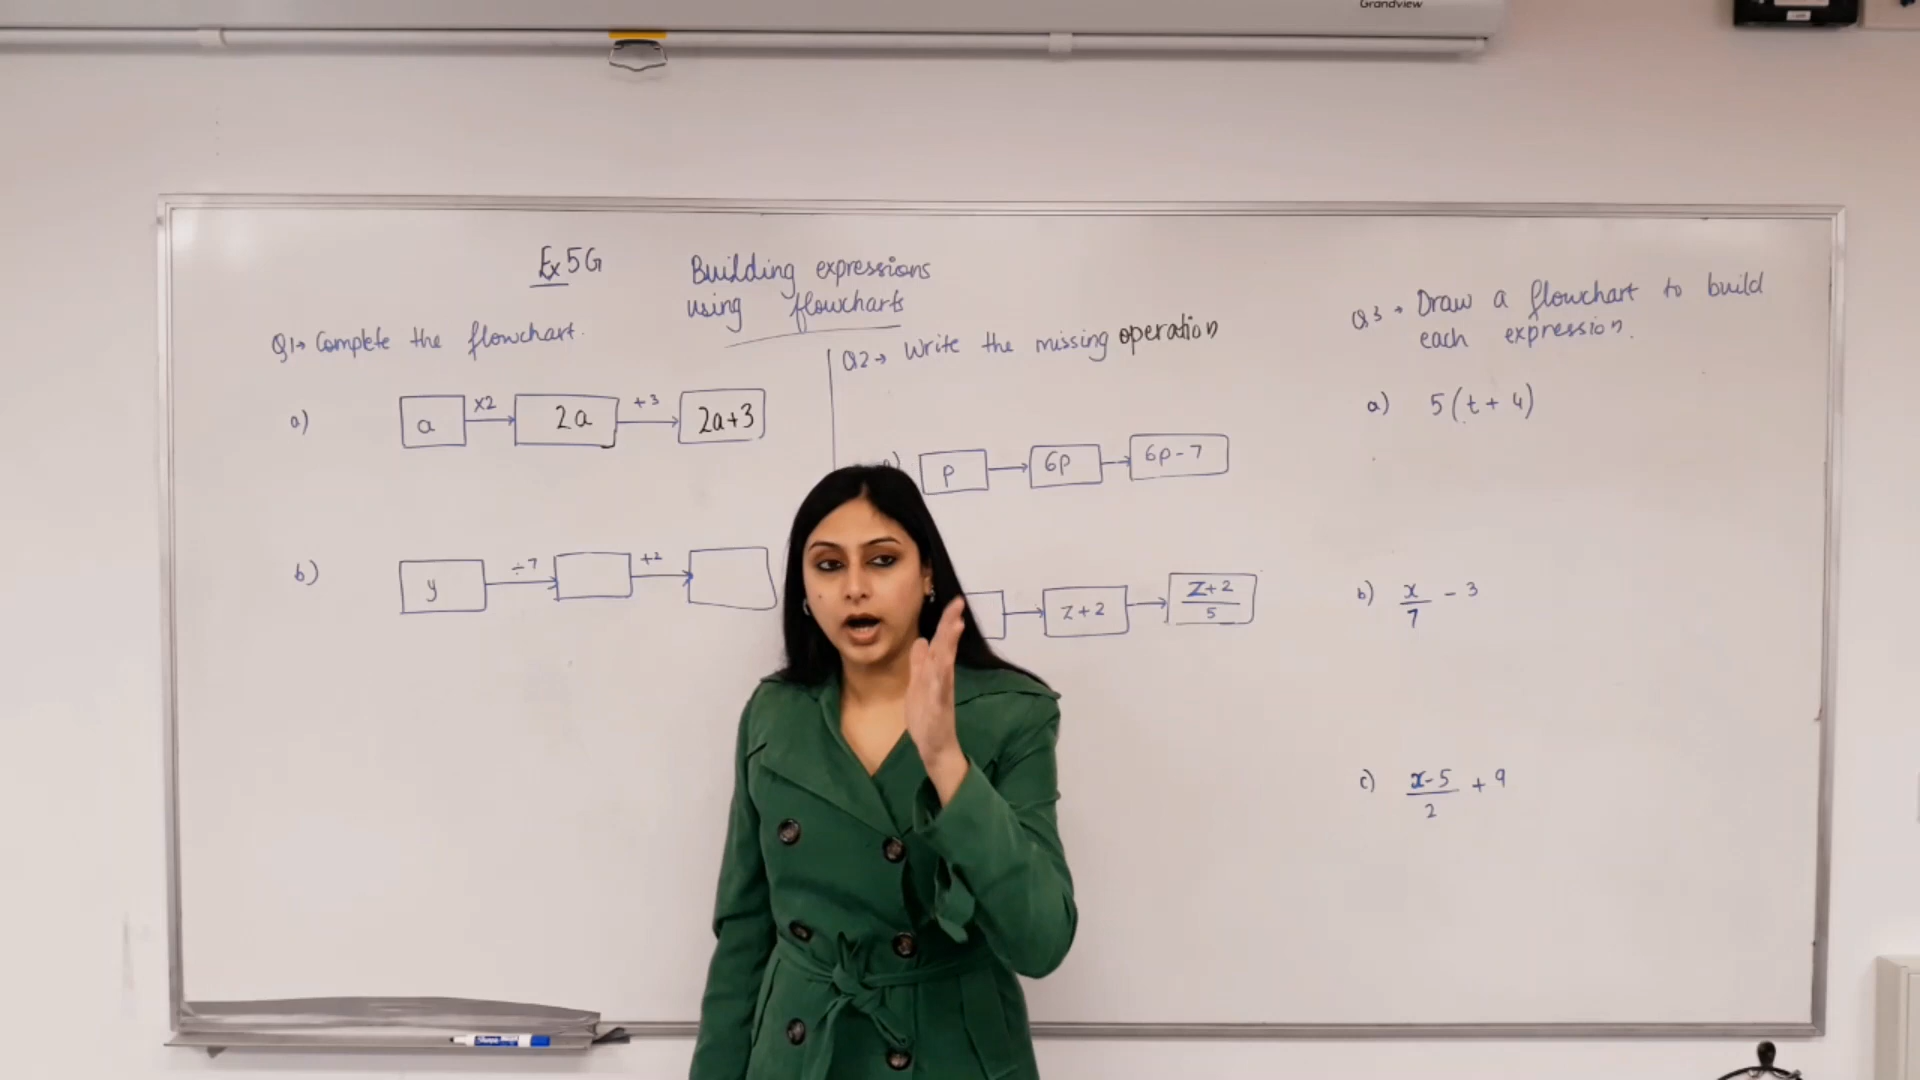 Grandview
Ex 5G
Building expressions
using flowcharts
Q1→ Complete the flowchart.
a) a ×2 2a +3 2a+3
b) y ÷7 +2
Q2→ Write the missing operation
a) p 6p 6p-7
z+2 z+2/5
Q3→ Draw a flowchart to build
each expression.
a) 5(t+4)
b) x/7 - 3
c) x-5/2 + 9